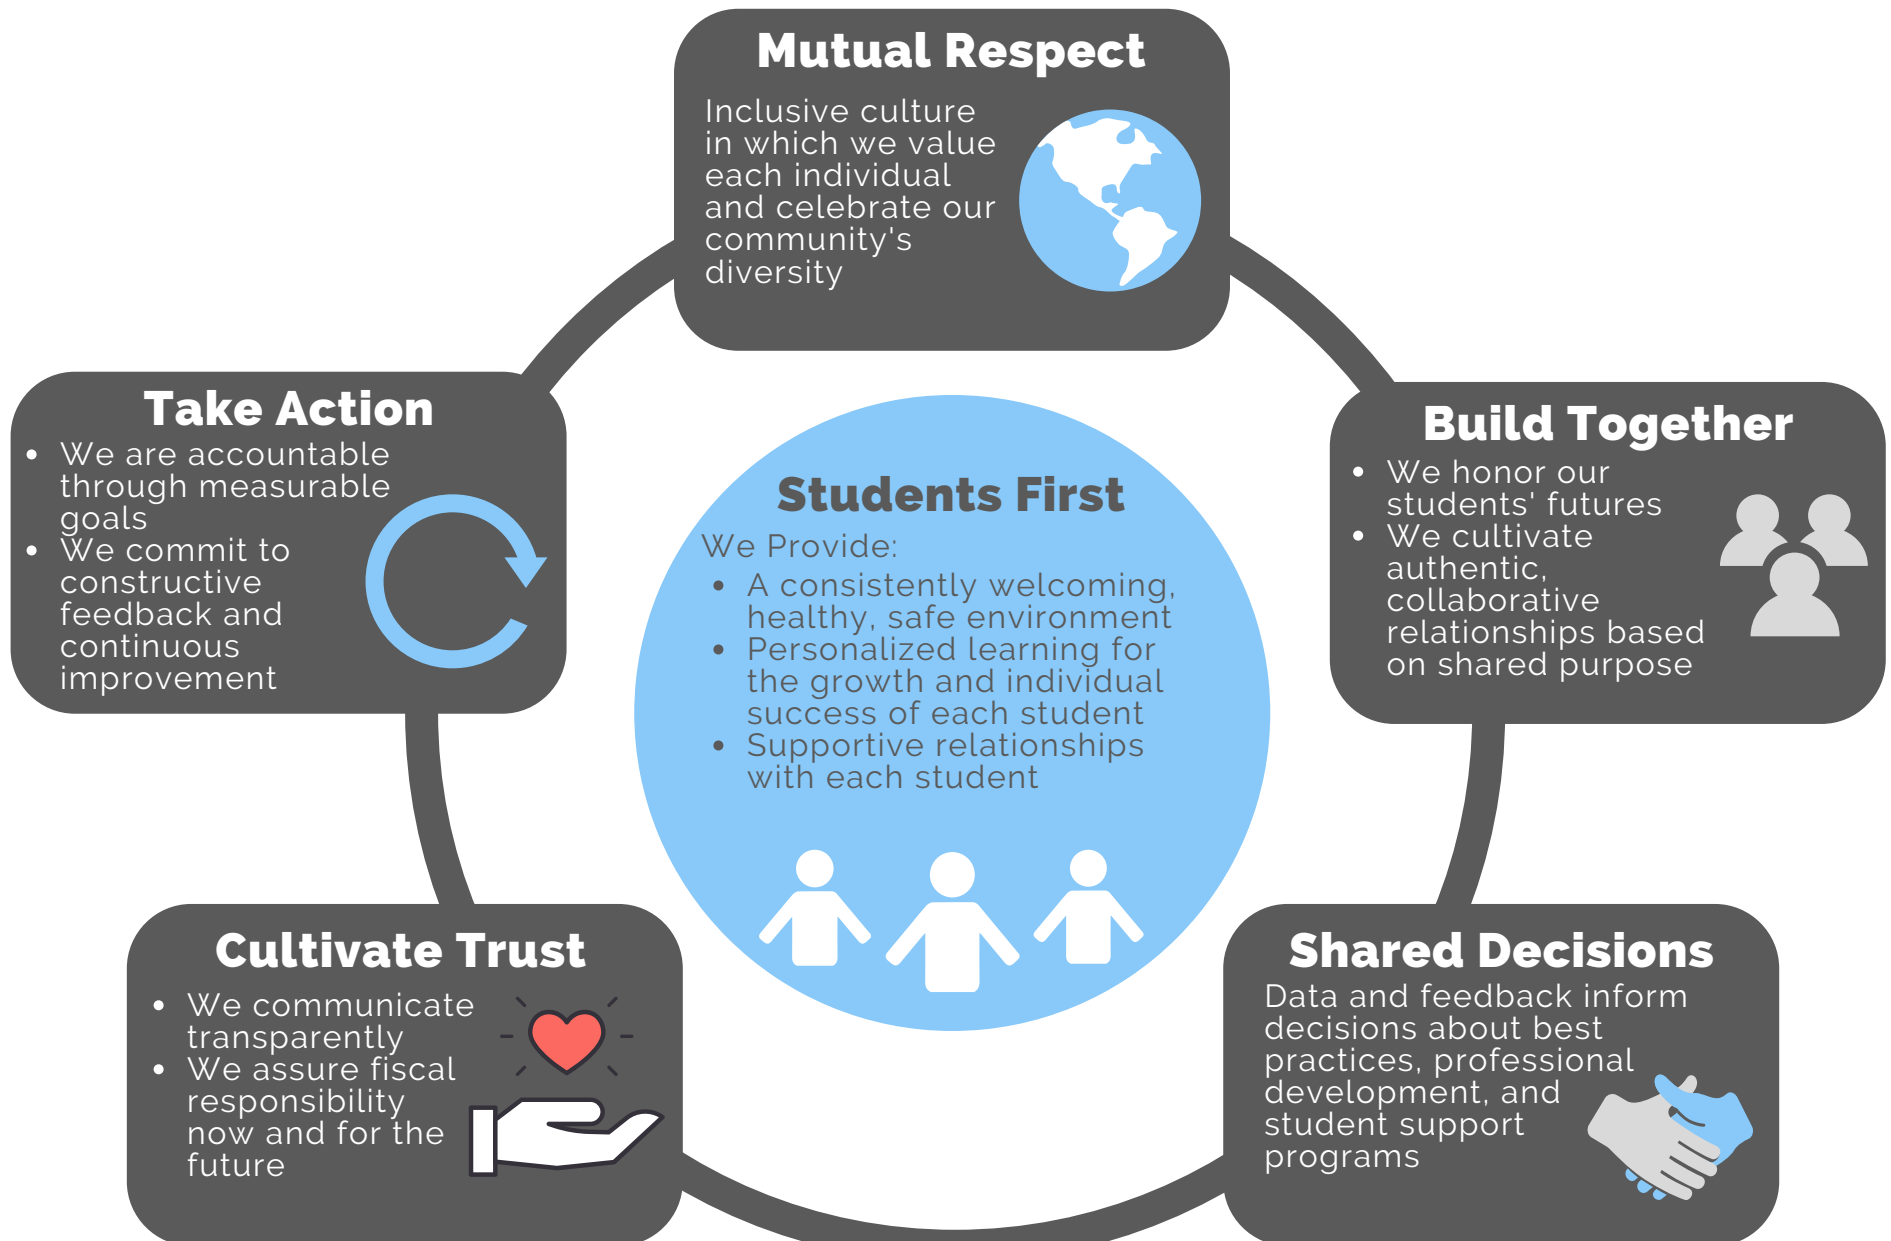 Mutual Respect
Inclusive culture
in which we value
each individual
and celebrate our
community's
diversity
Take Action
• We are accountable
through measurable
goals
• We commit to
constructive
feedback and
continuous
improvement
Students First
We Provide:
• A consistently welcoming,
healthy, safe environment
• Personalized learning for
the growth and individual
success of each student
• Supportive relationships
with each student
Build Together
• We honor our
students' futures
• We cultivate
authentic,
collaborative
relationships based
on shared purpose
Cultivate Trust
• We communicate
transparently
• We assure fiscal
responsibility
now and for the
future
Shared Decisions
Data and feedback inform
decisions about best
practices, professional
development, and
student support
programs